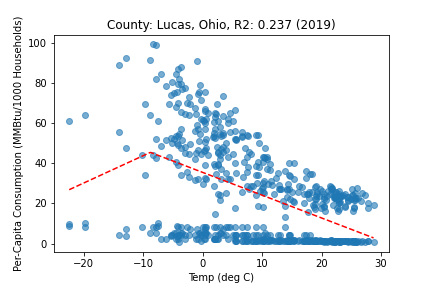 County: Lucas, Ohio, R2: 0.237 (2019)
Per-Capita Consumption (MMBtu/1000 Households)
100
80
60
40
20
0
−20 −10 0 10 20 30
Temp (deg C)